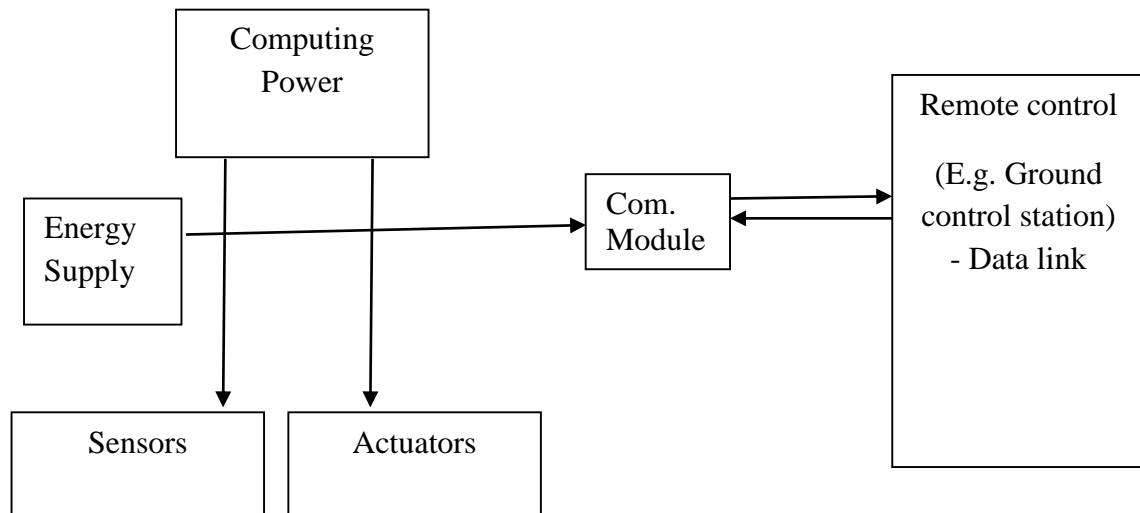 Computing
Power
Remote control
(E.g. Ground
control station)
- Data link
Com.
Module
Energy
Supply
Sensors
Actuators